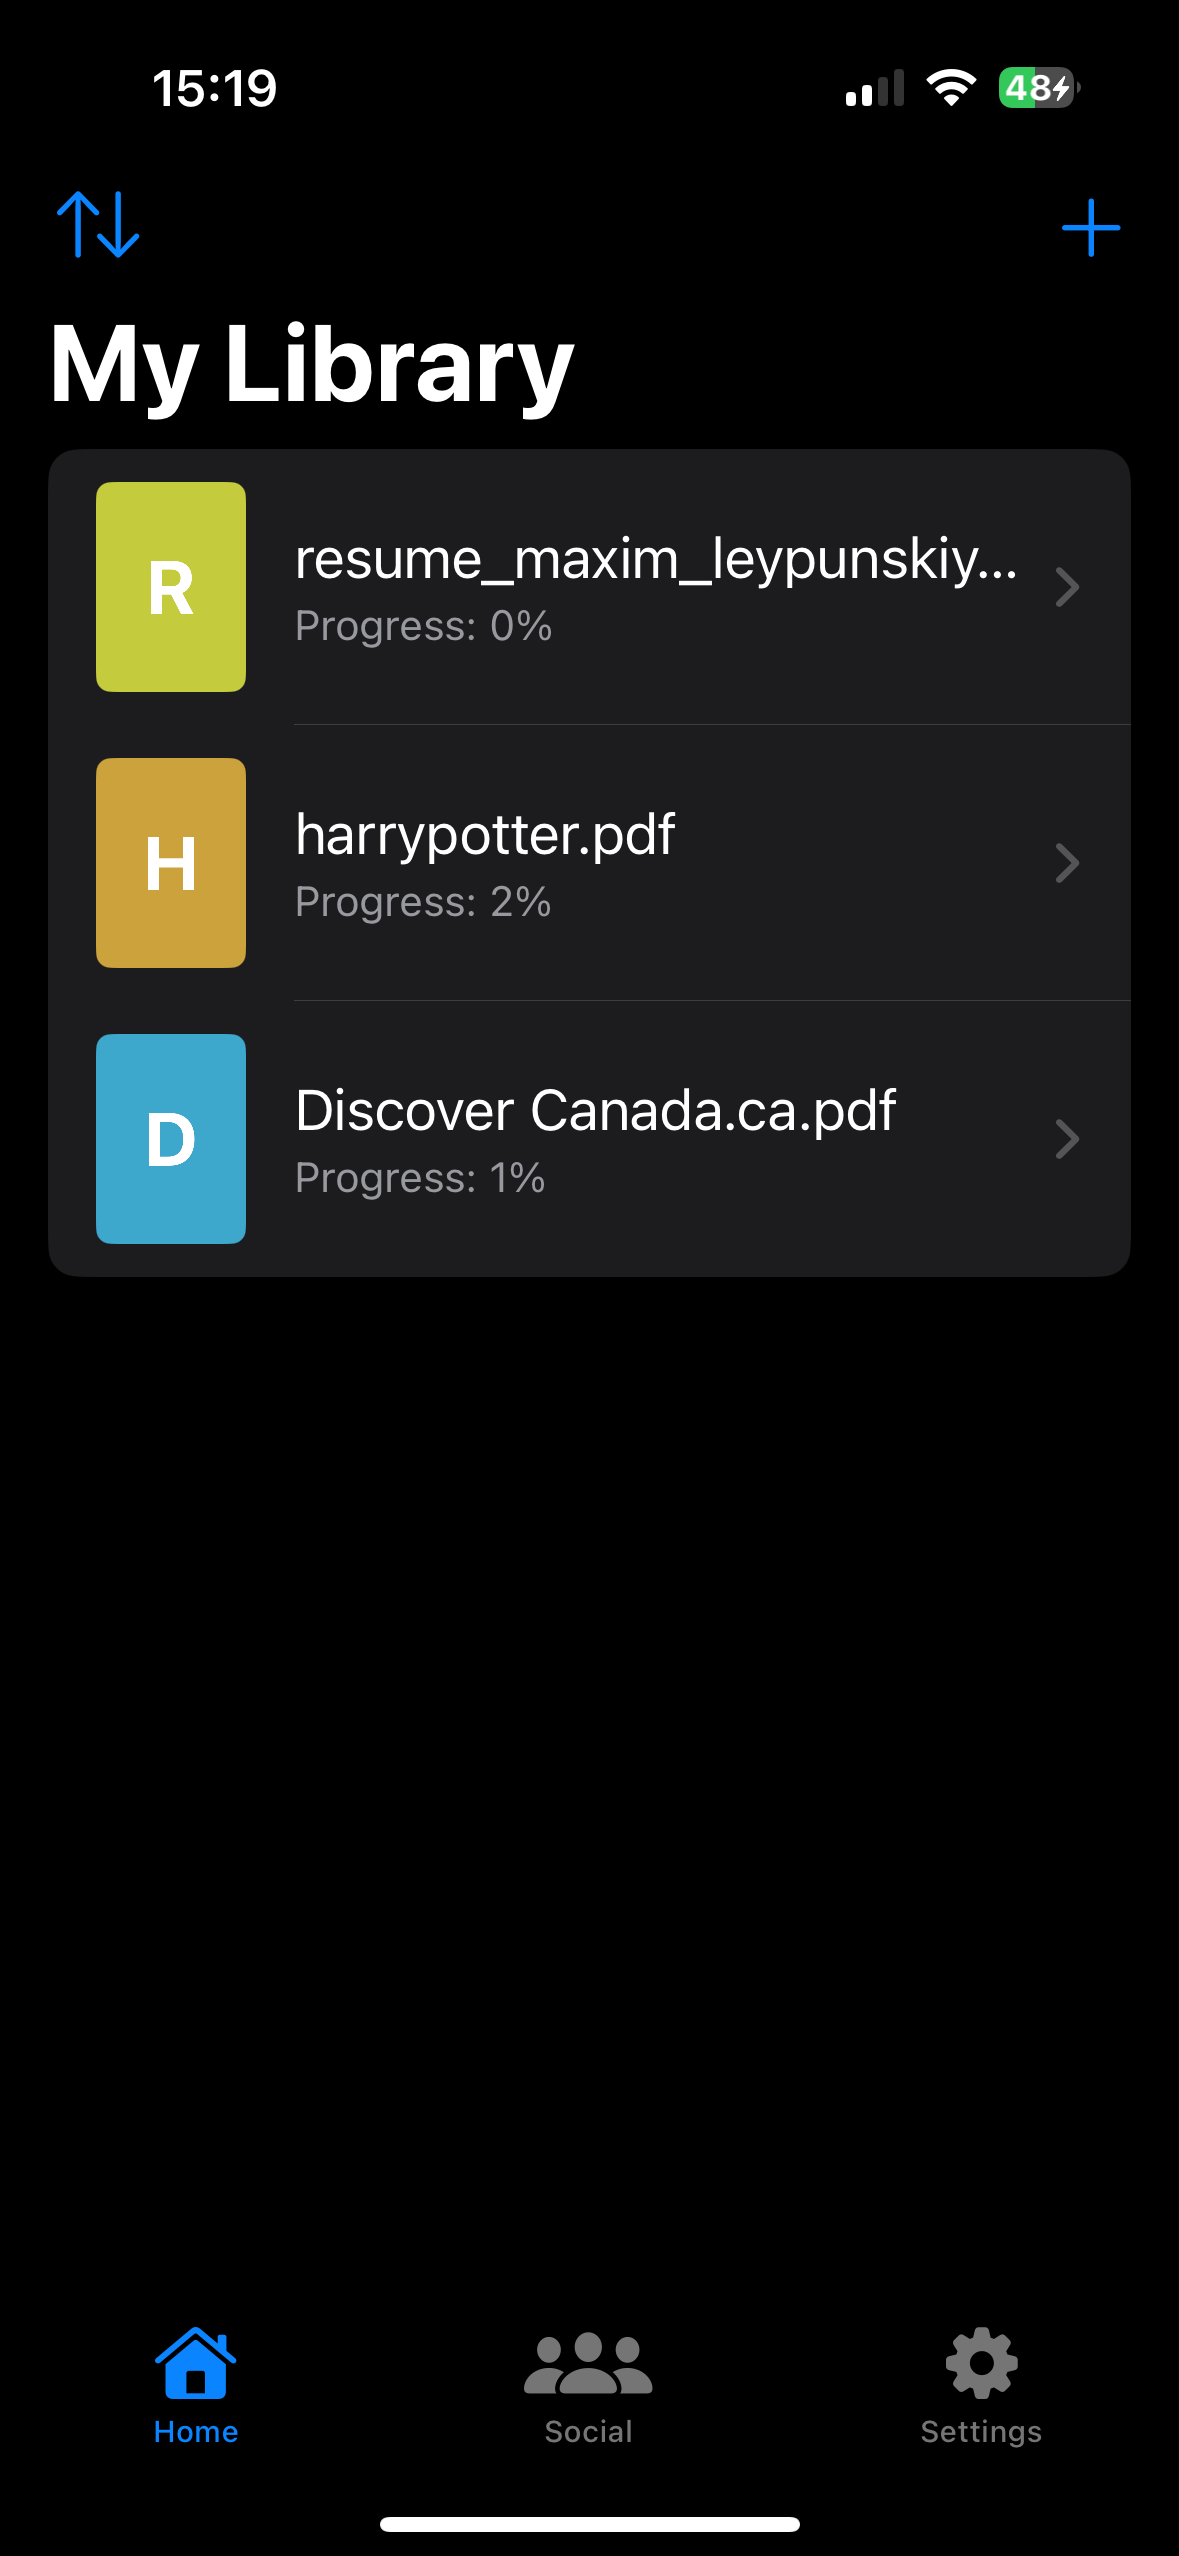 15:19
48
My Library
R
resume_maxim_leypunskiy...
Progress: 0%
H
harrypotter.pdf
Progress: 2%
D
Discover Canada.ca.pdf
Progress: 1%
Home
Social
Settings